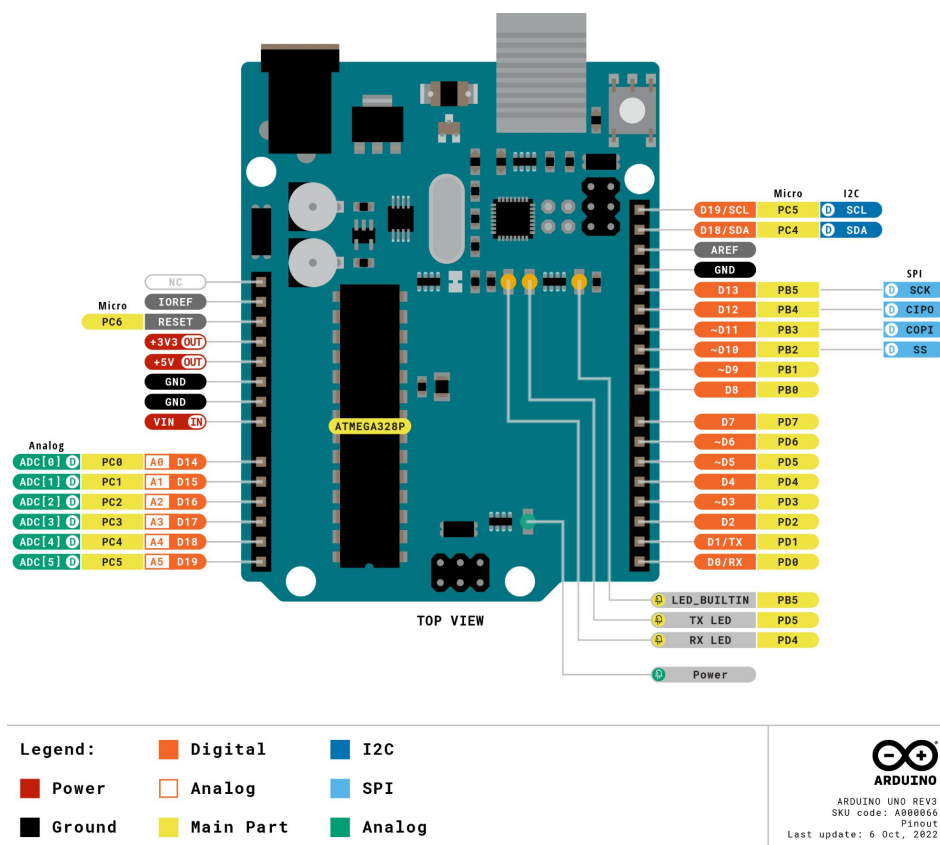 Micro I2C
D19/SCL PC5 D SCL
D18/SDA PC4 D SDA
AREF
GND
SPI
D13 PB5 D SCK
D12 PB4 D CIPO
~D11 PB3 D COPI
~D10 PB2 D SS
~D9 PB1
D8 PB0
D7 PD7
~D6 PD6
~D5 PD5
D4 PD4
~D3 PD3
D2 PD2
D1/TX PD1
D0/RX PD0
NC
IOREF
Micro
PC6 RESET
+3V3 OUT
+5V OUT
GND
GND
VIN IN
Analog
ADC[0] D PC0 A0 D14
ADC[1] D PC1 A1 D15
ADC[2] D PC2 A2 D16
ADC[3] D PC3 A3 D17
ADC[4] D PC4 A4 D18
ADC[5] D PC5 A5 D19
ATMEGA328P
TOP VIEW
LED_BUILTIN PB5
TX LED PD5
RX LED PD4
Power
Legend:
Digital
I2C
Power
Analog
SPI
Ground
Main Part
Analog
ARDUINO
ARDUINO UNO REV3
SKU code: A000066
Pinout
Last update: 6 Oct, 2022